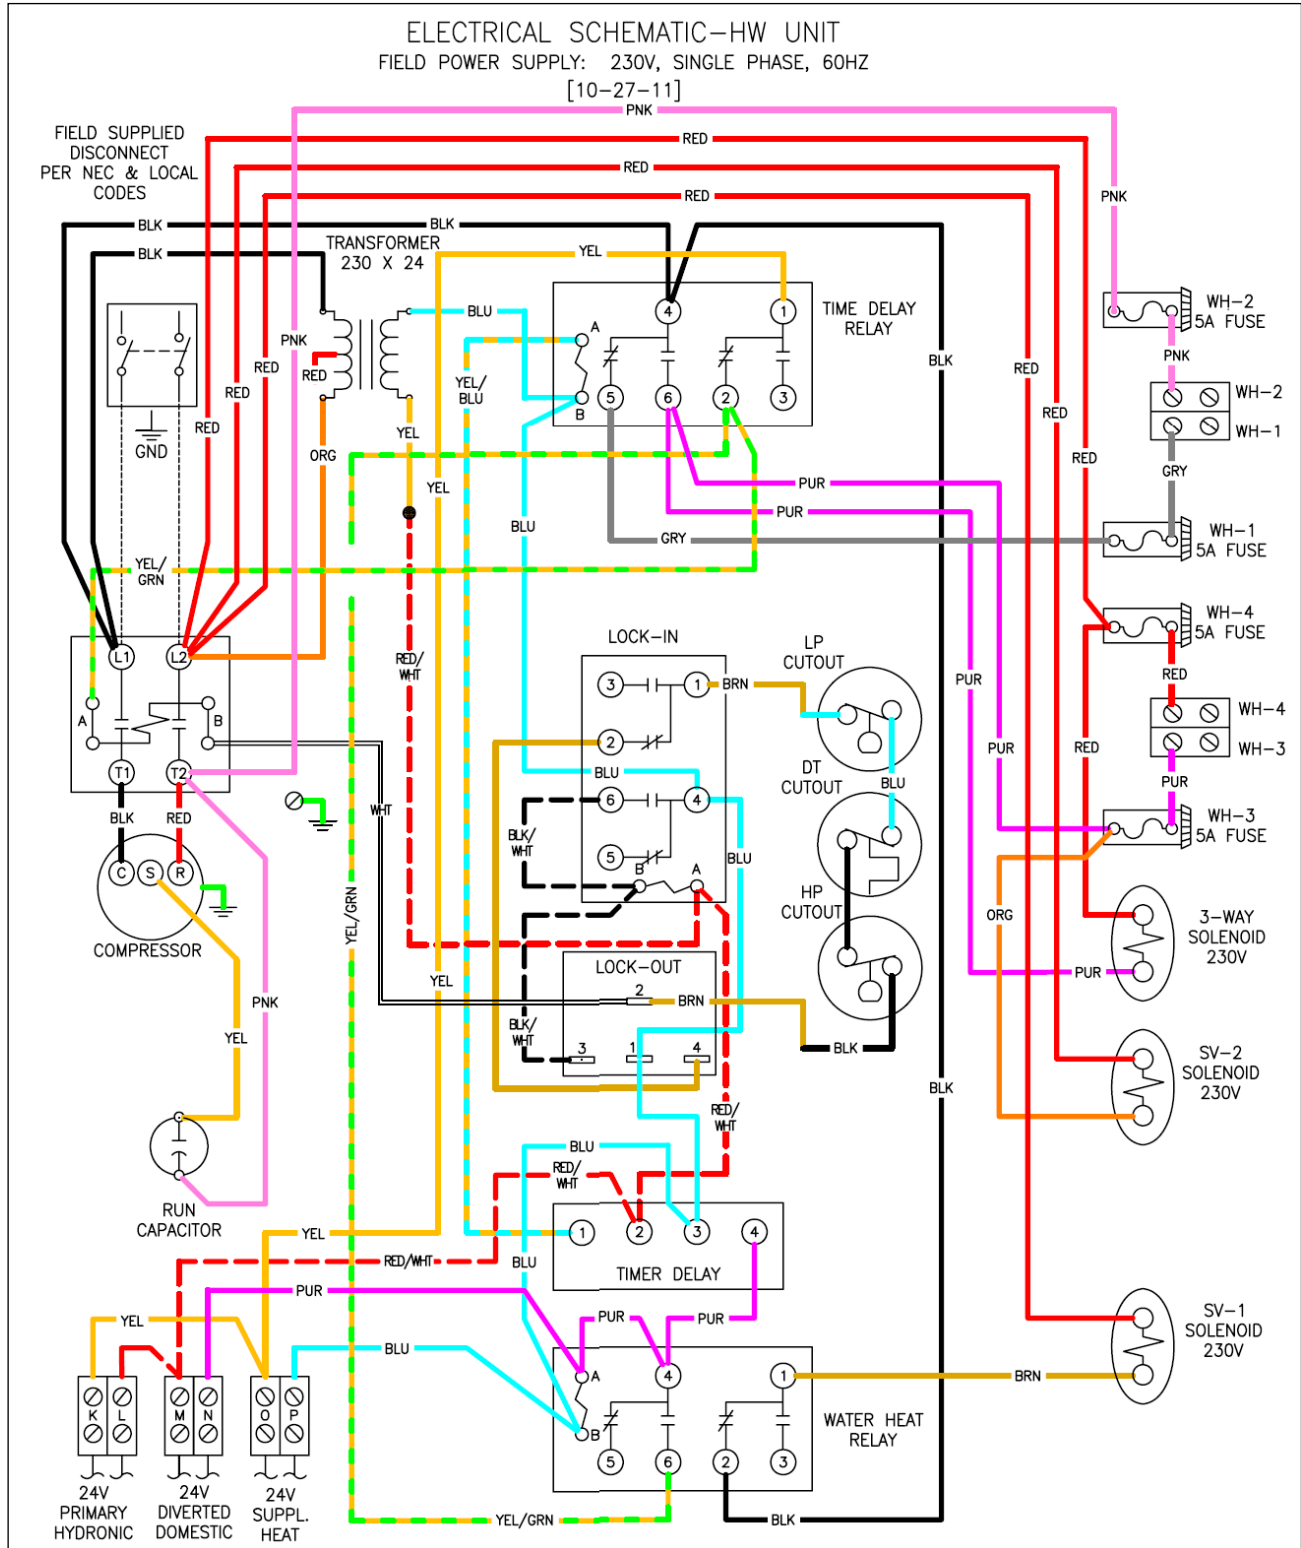 ELECTRICAL SCHEMATIC-HW UNIT
FIELD POWER SUPPLY: 230V, SINGLE PHASE, 60HZ
[10-27-11]
PNK
FIELD SUPPLIED
DISCONNECT
PER NEC & LOCAL
CODES
RED
RED
RED
PNK
BLK
BLK
BLK
TRANSFORMER
230 X 24
YEL
BLU
TIME DELAY
RELAY
4
1
A
B
5
6
2
3
WH-2
5A FUSE
PNK
WH-2
WH-1
GRY
WH-1
5A FUSE
GND
RED
RED
RED
PNK
RED
ORG
YEL/
BLU
YEL
YEL
BLU
BLK
RED
RED
RED
PUR
PUR
GRY
YEL/
GRN
L1
L2
A
B
T1
T2
RED/
WHT
LOCK-IN
3
1
2
6
4
5
B
A
BRN
BLU
BLU
BLK/
WHT
LP
CUTOUT
DT
CUTOUT
BLU
HP
CUTOUT
PUR
PUR
RED
WH-4
5A FUSE
RED
WH-4
WH-3
PUR
WH-3
5A FUSE
BLK
RED
WHT
C
S
R
COMPRESSOR
YEL/GRN
YEL
PNK
YEL
LOCK-OUT
2
BRN
BLK/
WHT
3
1
4
BLK
BLK
ORG
3-WAY
SOLENOID
230V
PUR
SV-2
SOLENOID
230V
RED/
WHT
RUN
CAPACITOR
BLU
RED/
WHT
YEL
1
2
3
4
TIMER DELAY
RED/WHT
BLU
PUR
PUR
PUR
YEL
BLU
A
B
4
1
5
6
2
3
WATER HEAT
RELAY
BRN
SV-1
SOLENOID
230V
K
L
M
N
O
P
24V
PRIMARY
HYDRONIC
24V
DIVERTED
DOMESTIC
24V
SUPPL.
HEAT
YEL/GRN
BLK